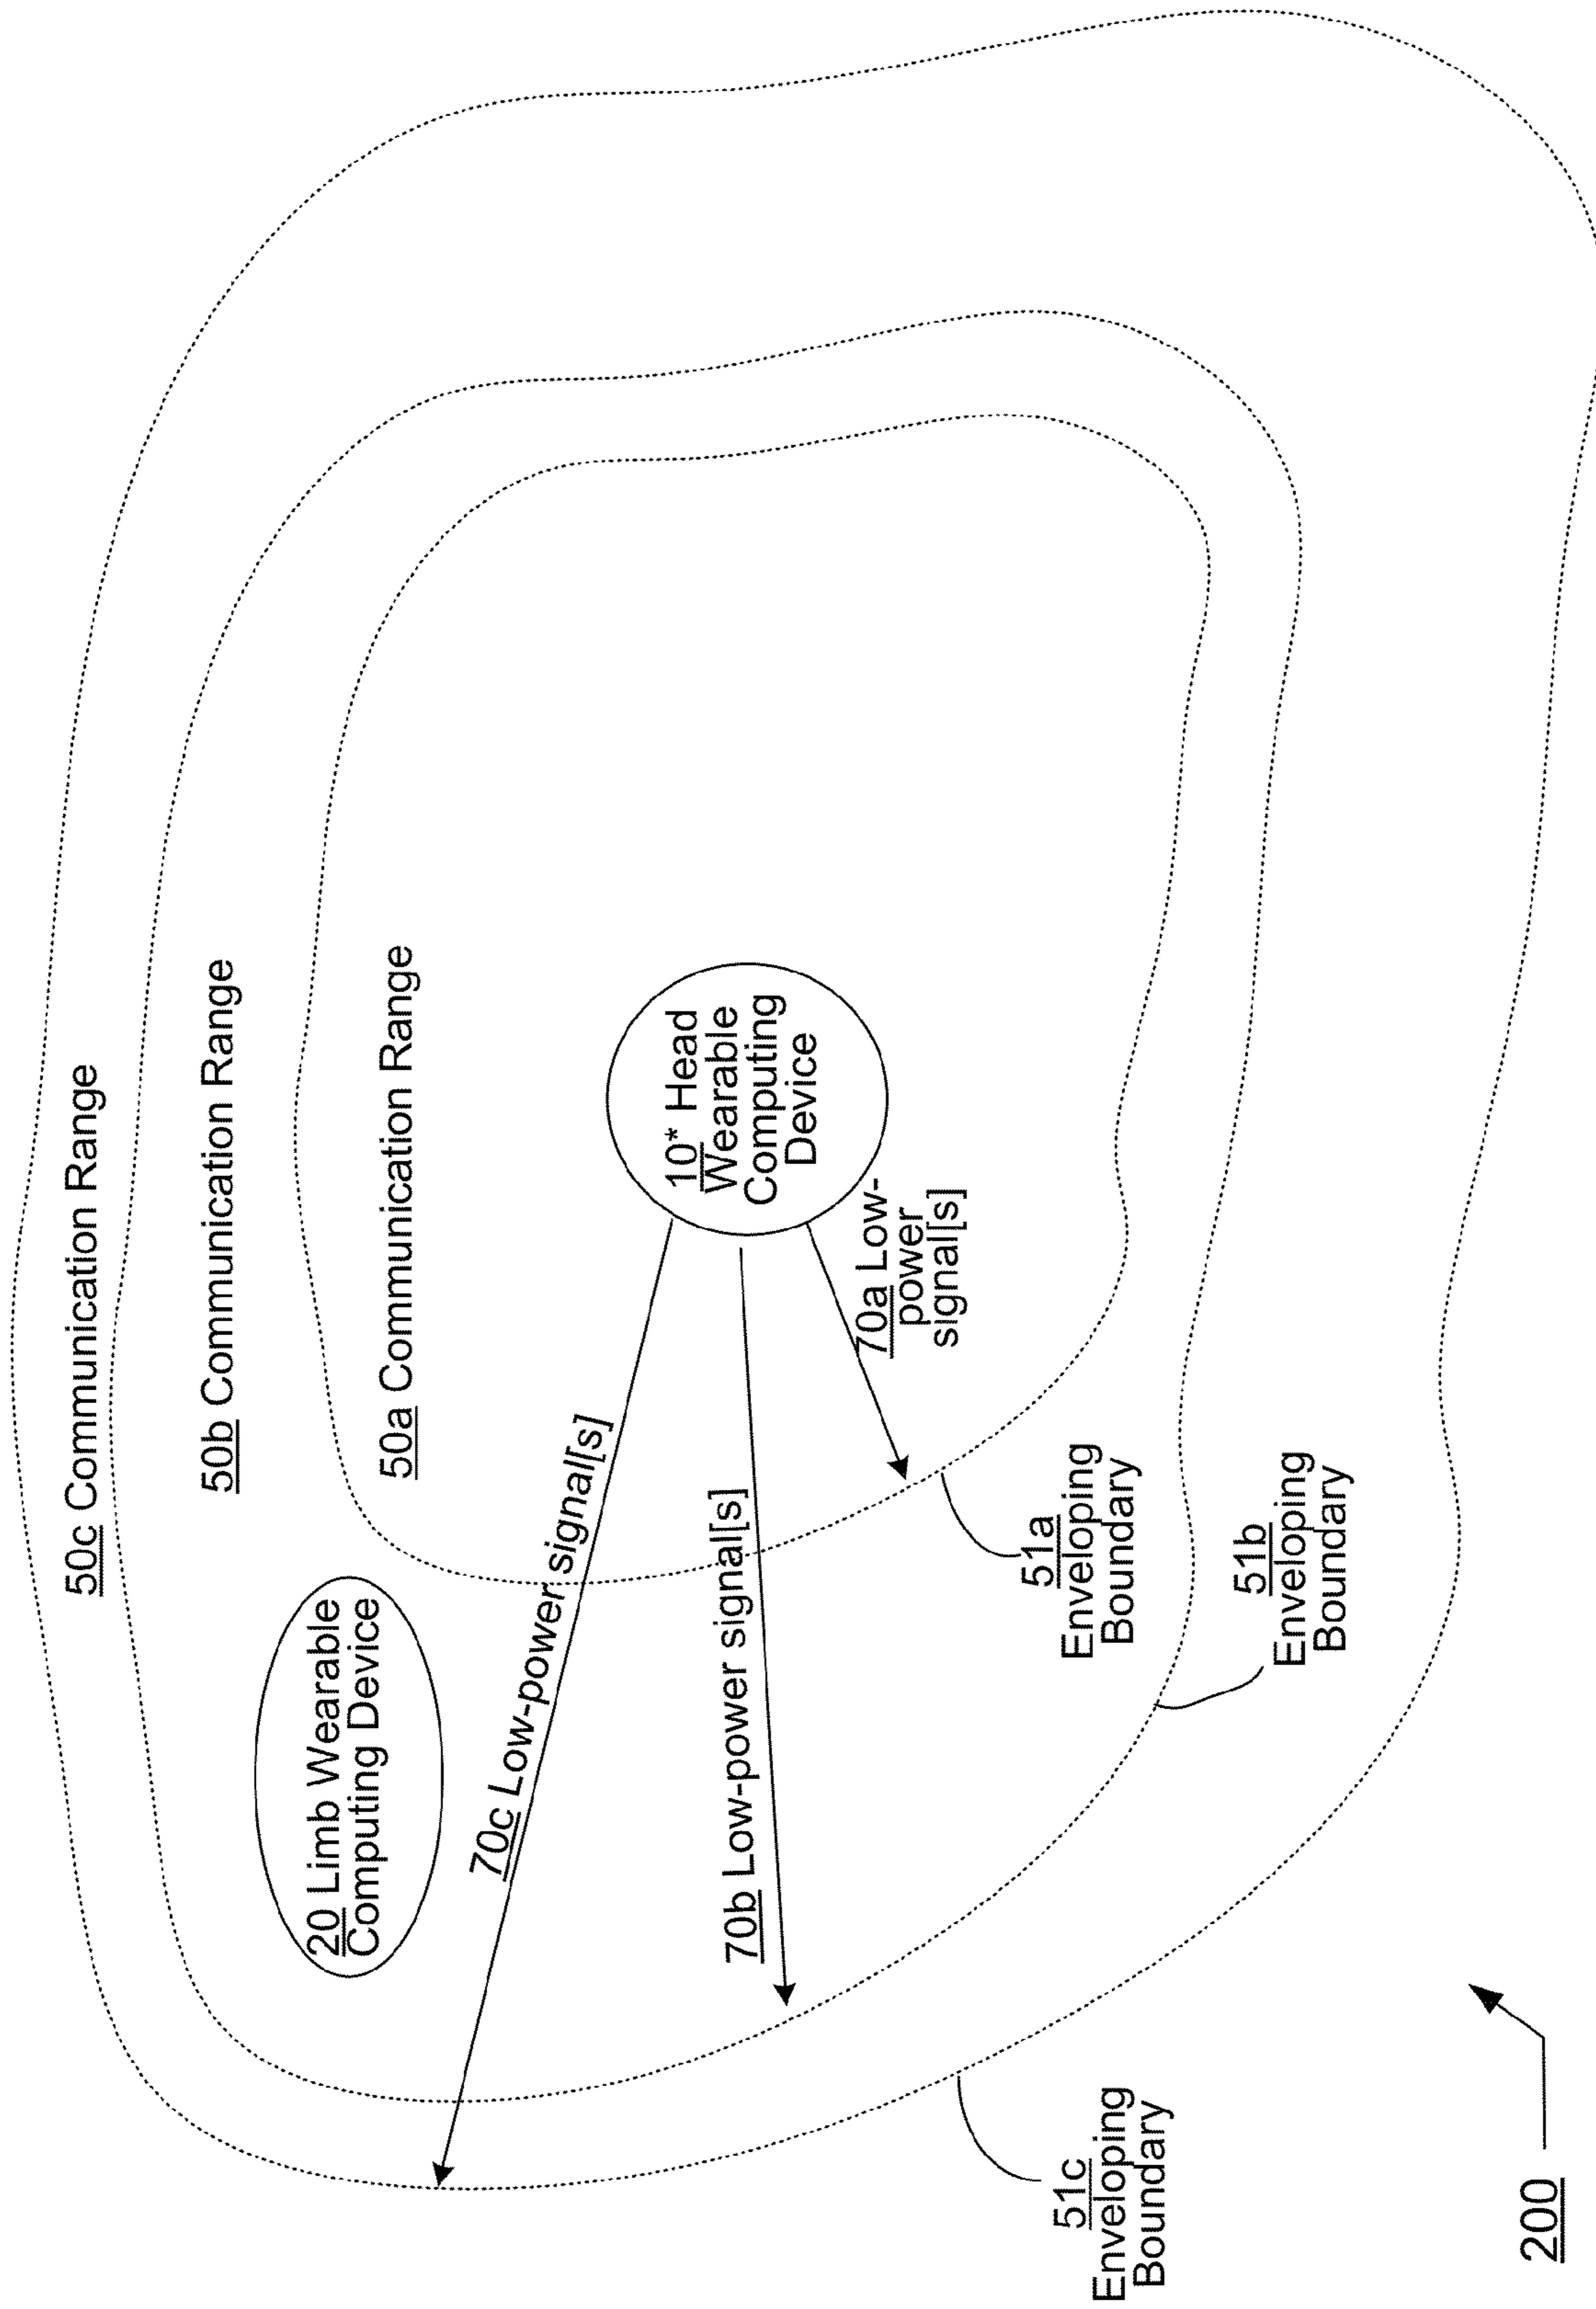 50c Communication Range
50b Communication Range
50a Communication Range
20 Limb Wearable
Computing Device
10* Head
Wearable
Computing
Device
70c Low-power signal[s]
70b Low-power signal[s]
70a Low-
power
signal[s]
51a
Enveloping
Boundary
51b
Enveloping
Boundary
51c
Enveloping
Boundary
200